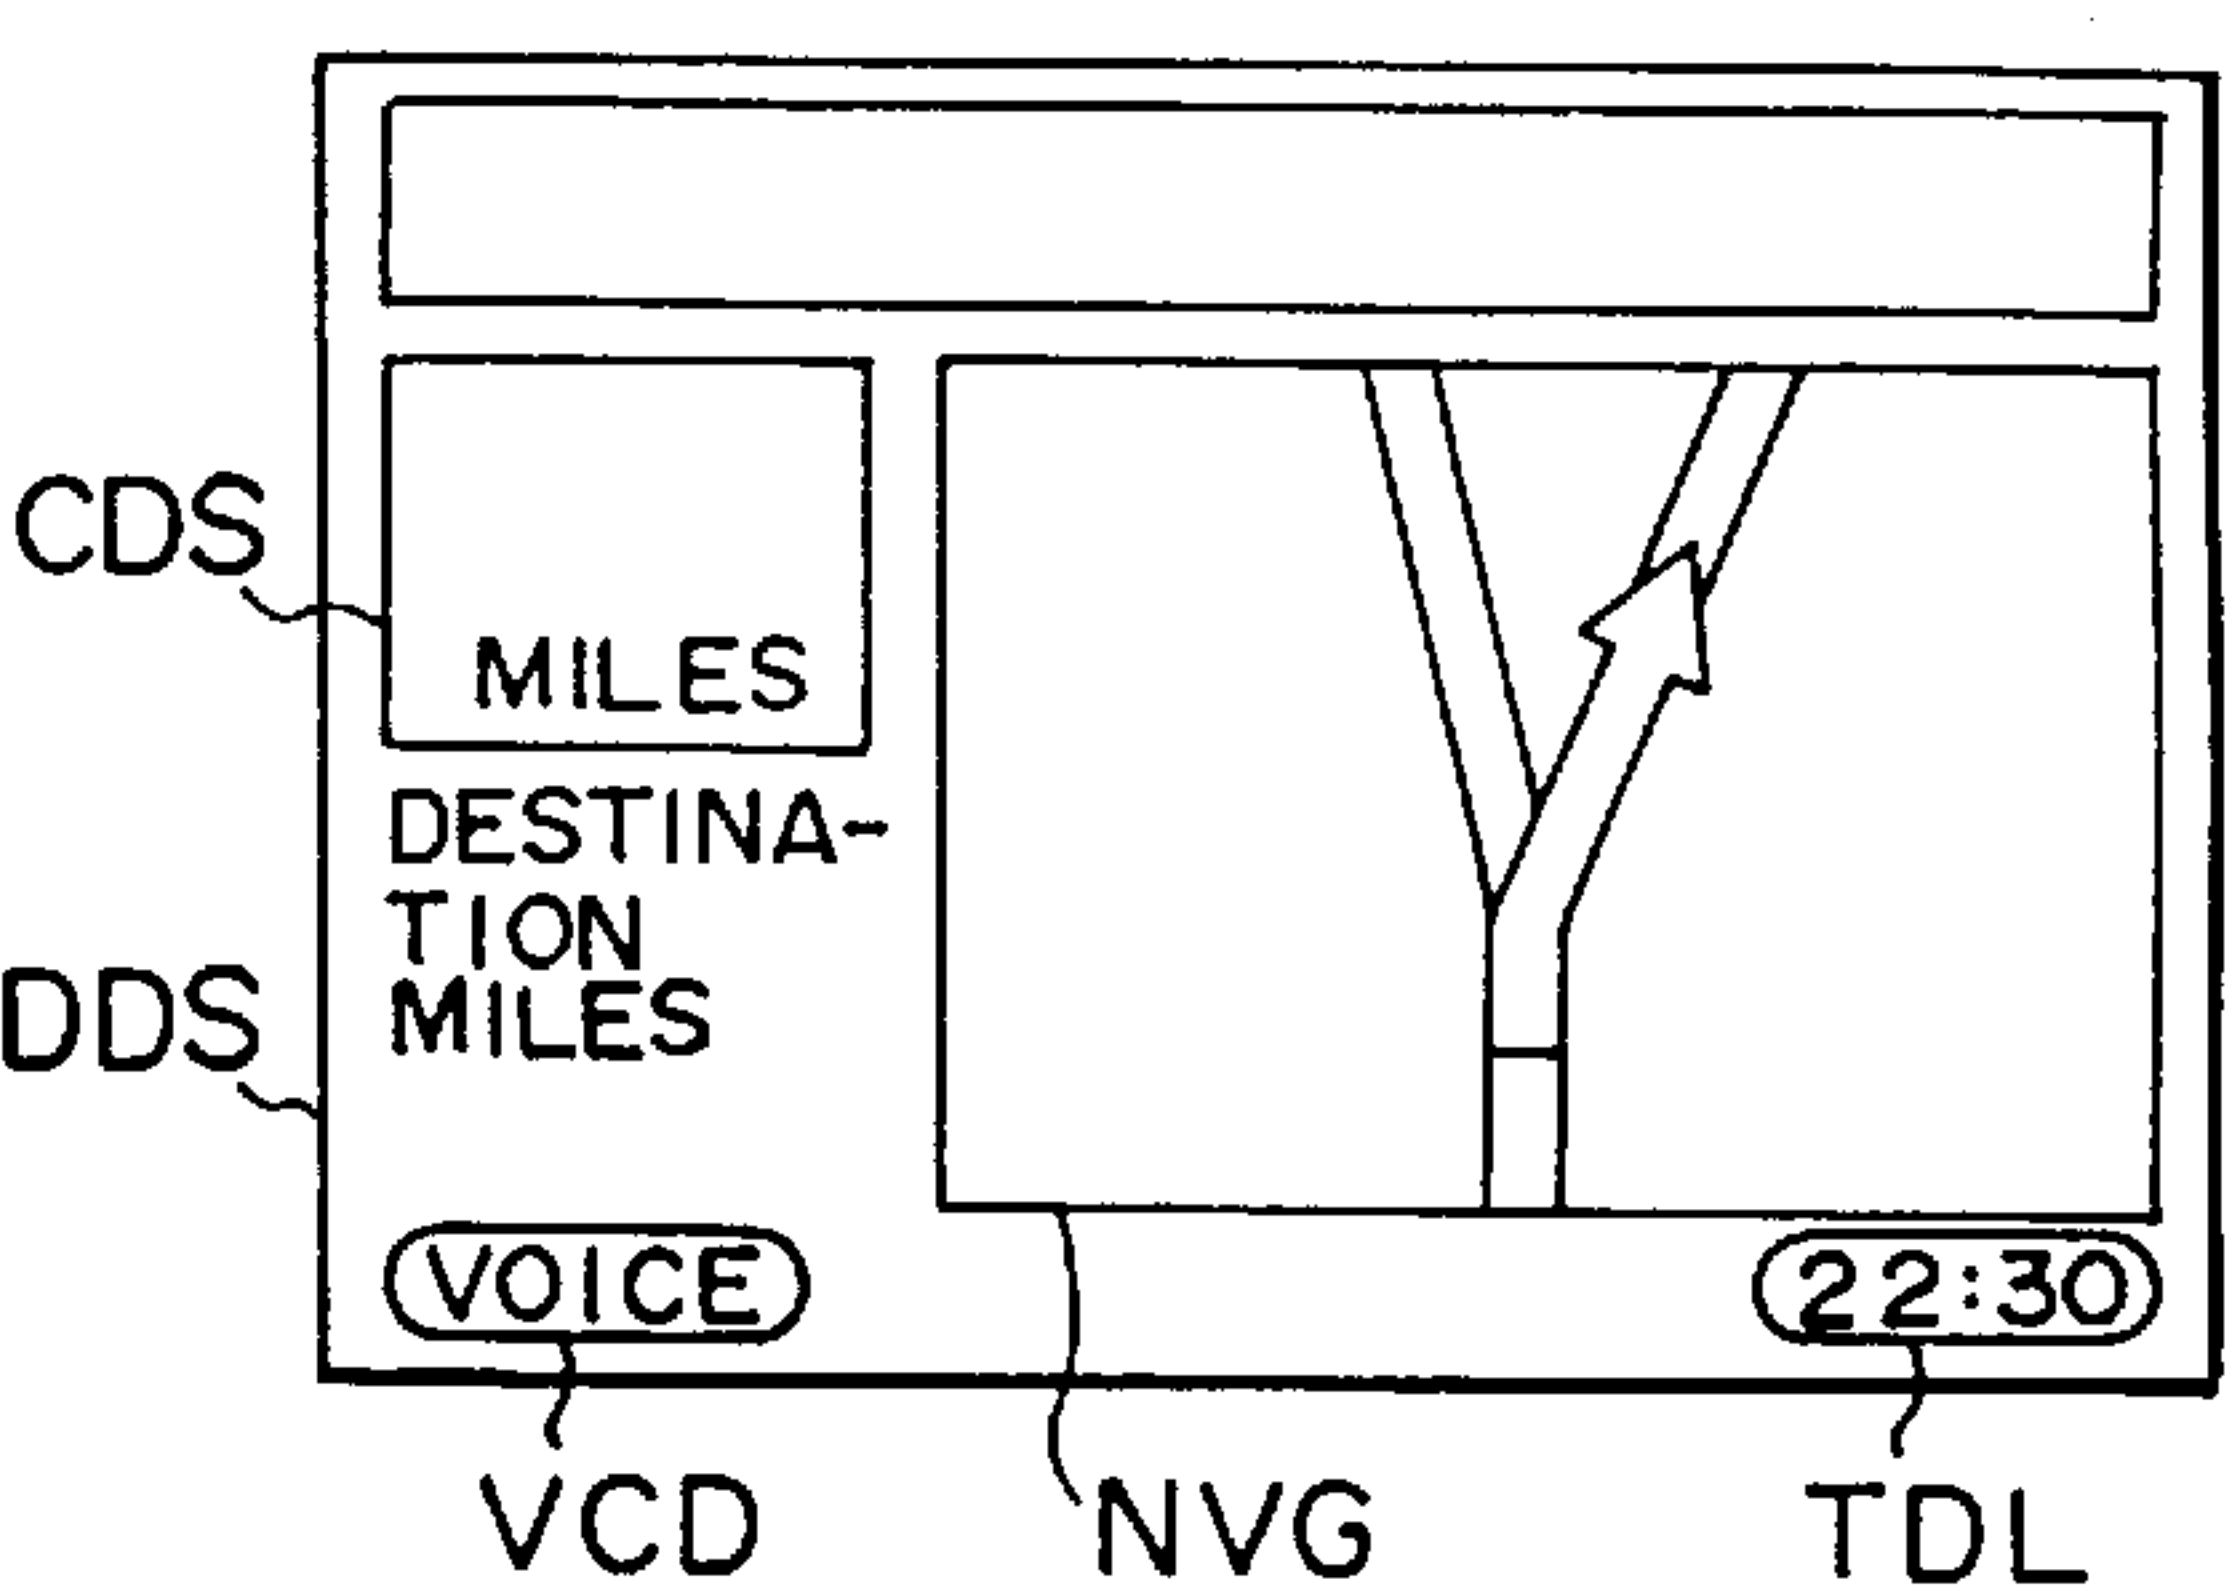 CDS
MILES
DESTINA-
TION
MILES
DDS
VOICE
22:30
VCD
NVG
TDL